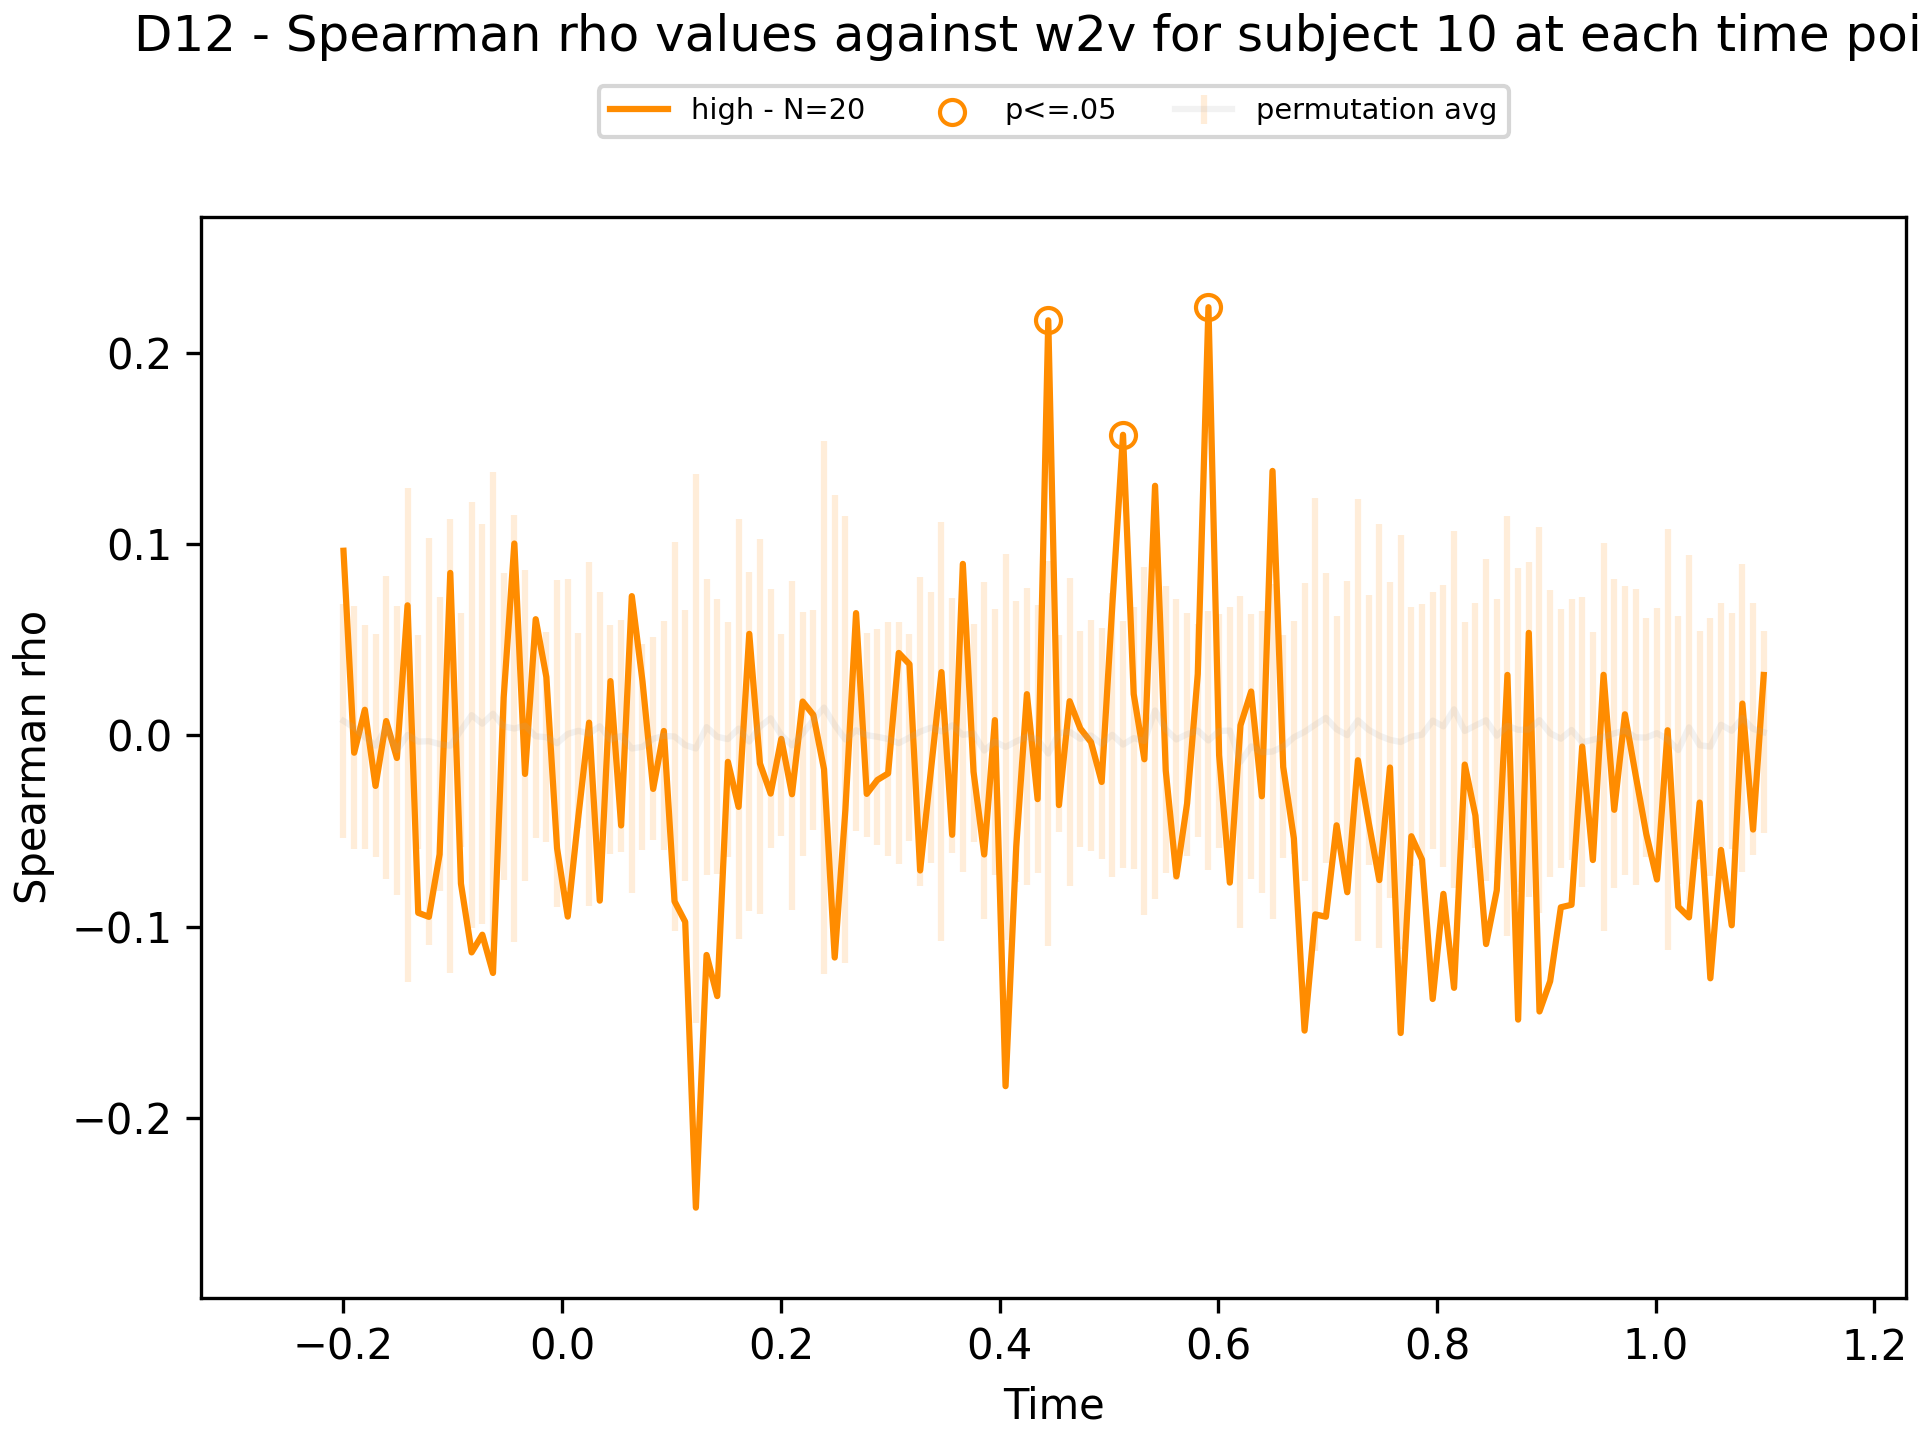 D12 - Spearman rho values against w2v for subject 10 at each time poi
high - N=20 p<=.05 permutation avg
Spearman rho
0.2
0.1
0.0
−0.1
−0.2
−0.2 0.0 0.2 0.4 0.6 0.8 1.0 1.2
Time